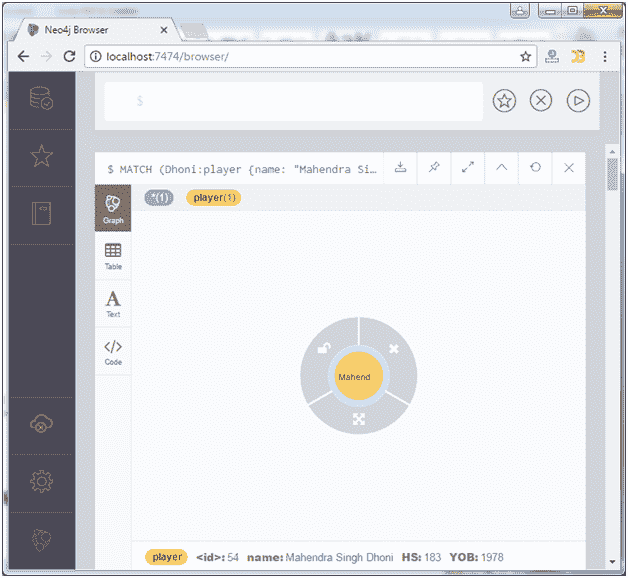 Neo4j Browser
localhost:7474/browser/
$
$ MATCH (Dhoni:player {name: "Mahendra Si...
*(1) player(1)
Graph
Table
Text
Code
Mahend
player <id>: 54 name: Mahendra Singh Dhoni HS: 183 YOB: 1978